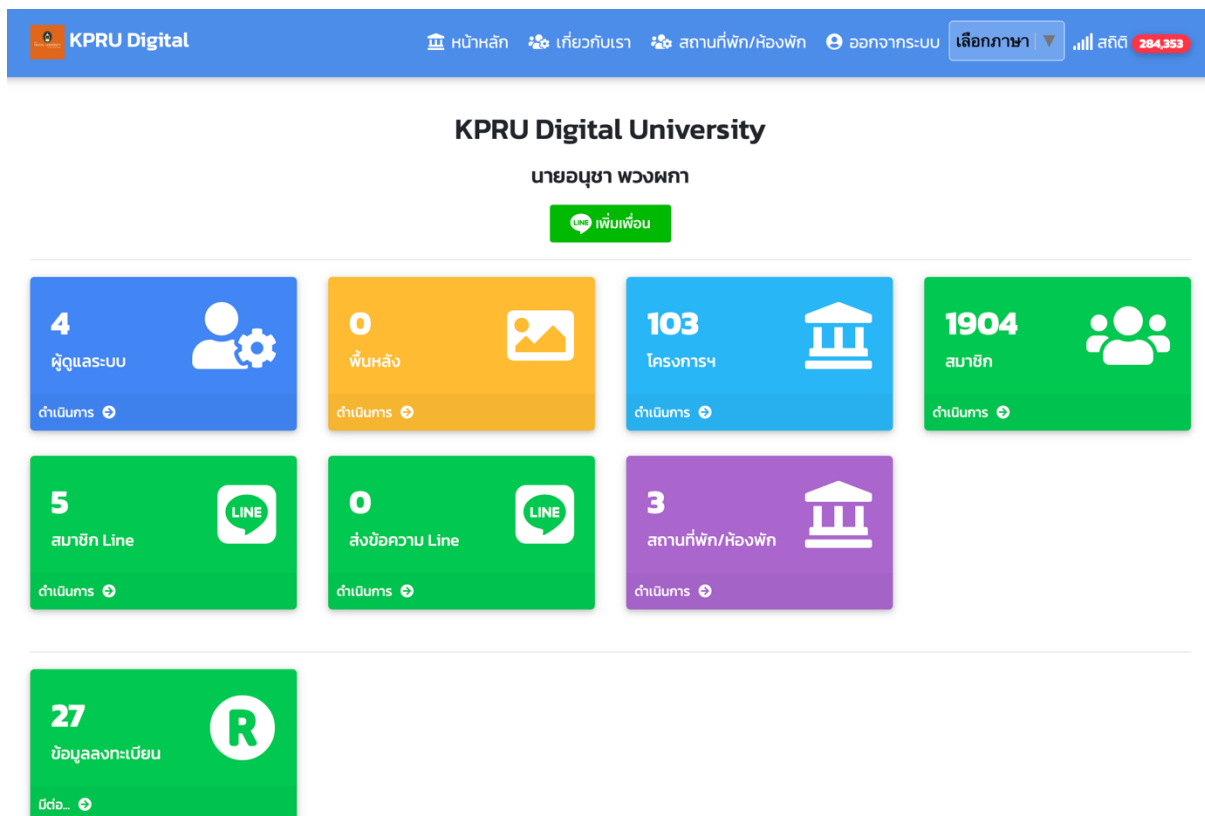 KPRU Digital
หน้าหลัก เกี่ยวกับเรา สถานที่พัก/ห้องพัก ออกจากระบบ เลือกภาษา ▼ สถิติ 284,353
KPRU Digital University
นายอนุชา พวงผกา
LINE เพิ่มเพื่อน
4
ผู้ดูแลระบบ
ดำเนินการ
0
พื้นหลัง
ดำเนินการ
103
โครงการฯ
ดำเนินการ
1904
สมาชิก
ดำเนินการ
5
สมาชิก Line
LINE
ดำเนินการ
0
ส่งข้อความ Line
LINE
ดำเนินการ
3
สถานที่พัก/ห้องพัก
ดำเนินการ
27
ข้อมูลลงทะเบียน
R
มีต่อ...